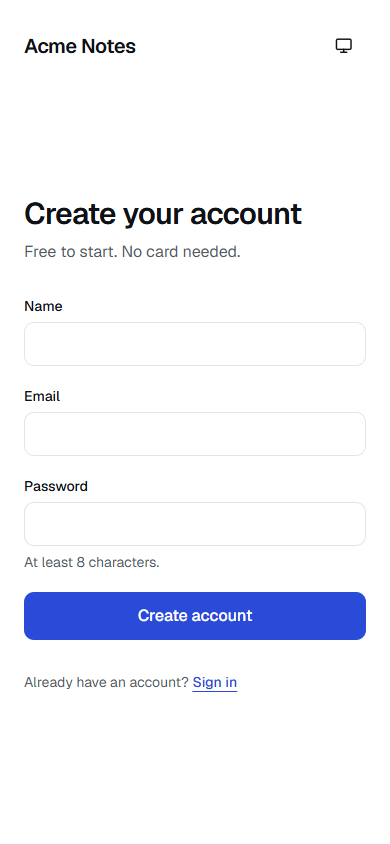 Acme Notes
Create your account
Free to start. No card needed.
Name
Email
Password
At least 8 characters.
Create account
Already have an account? Sign in